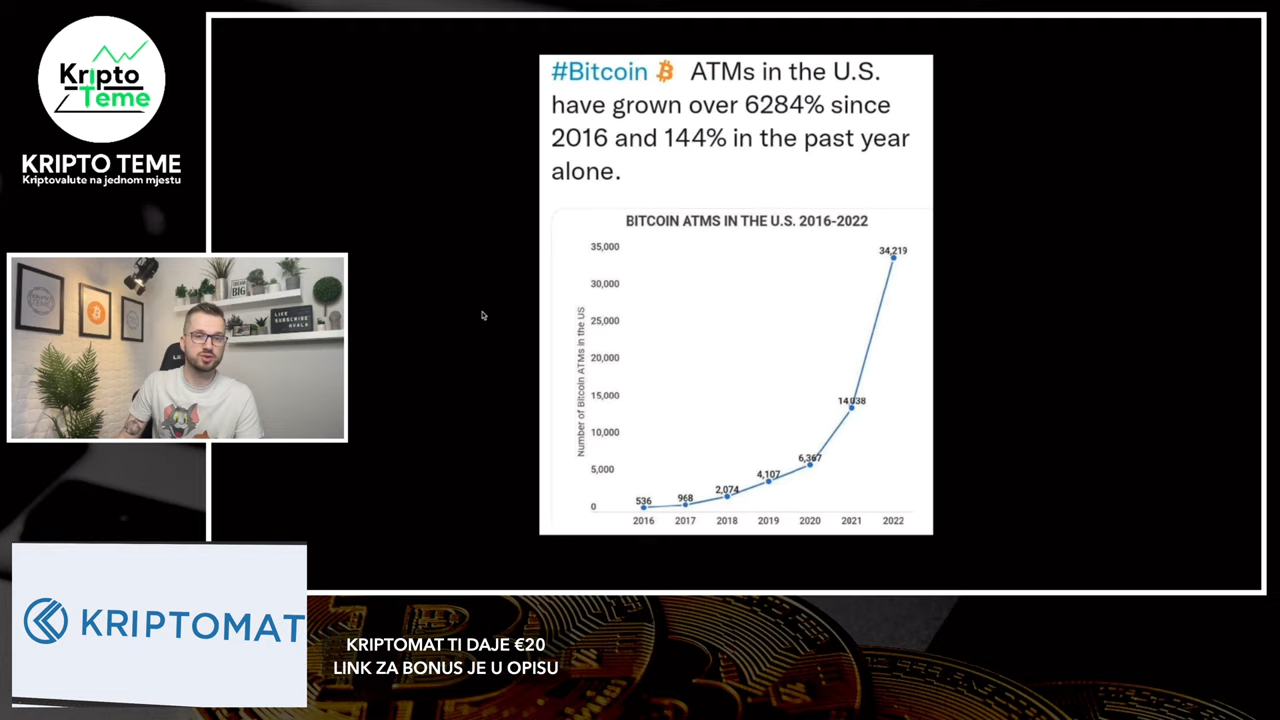 Kripto
Teme
KRIPTO TEME
Kriptovalute na jednom mjestu
#Bitcoin ATMs in the U.S.
have grown over 6284% since
2016 and 144% in the past year
alone.
BITCOIN ATMS IN THE U.S. 2016-2022
Number of Bitcoin ATMs in the US
35,000
30,000
25,000
20,000
15,000
10,000
5,000
0
536
968
2,074
4,107
6,367
14,038
34,219
2016
2017
2018
2019
2020
2021
2022
BIG
LIKE
SUBSCRIBE
KRIPTOMAT
KRIPTOMAT TI DAJE €20
LINK ZA BONUS JE U OPISU